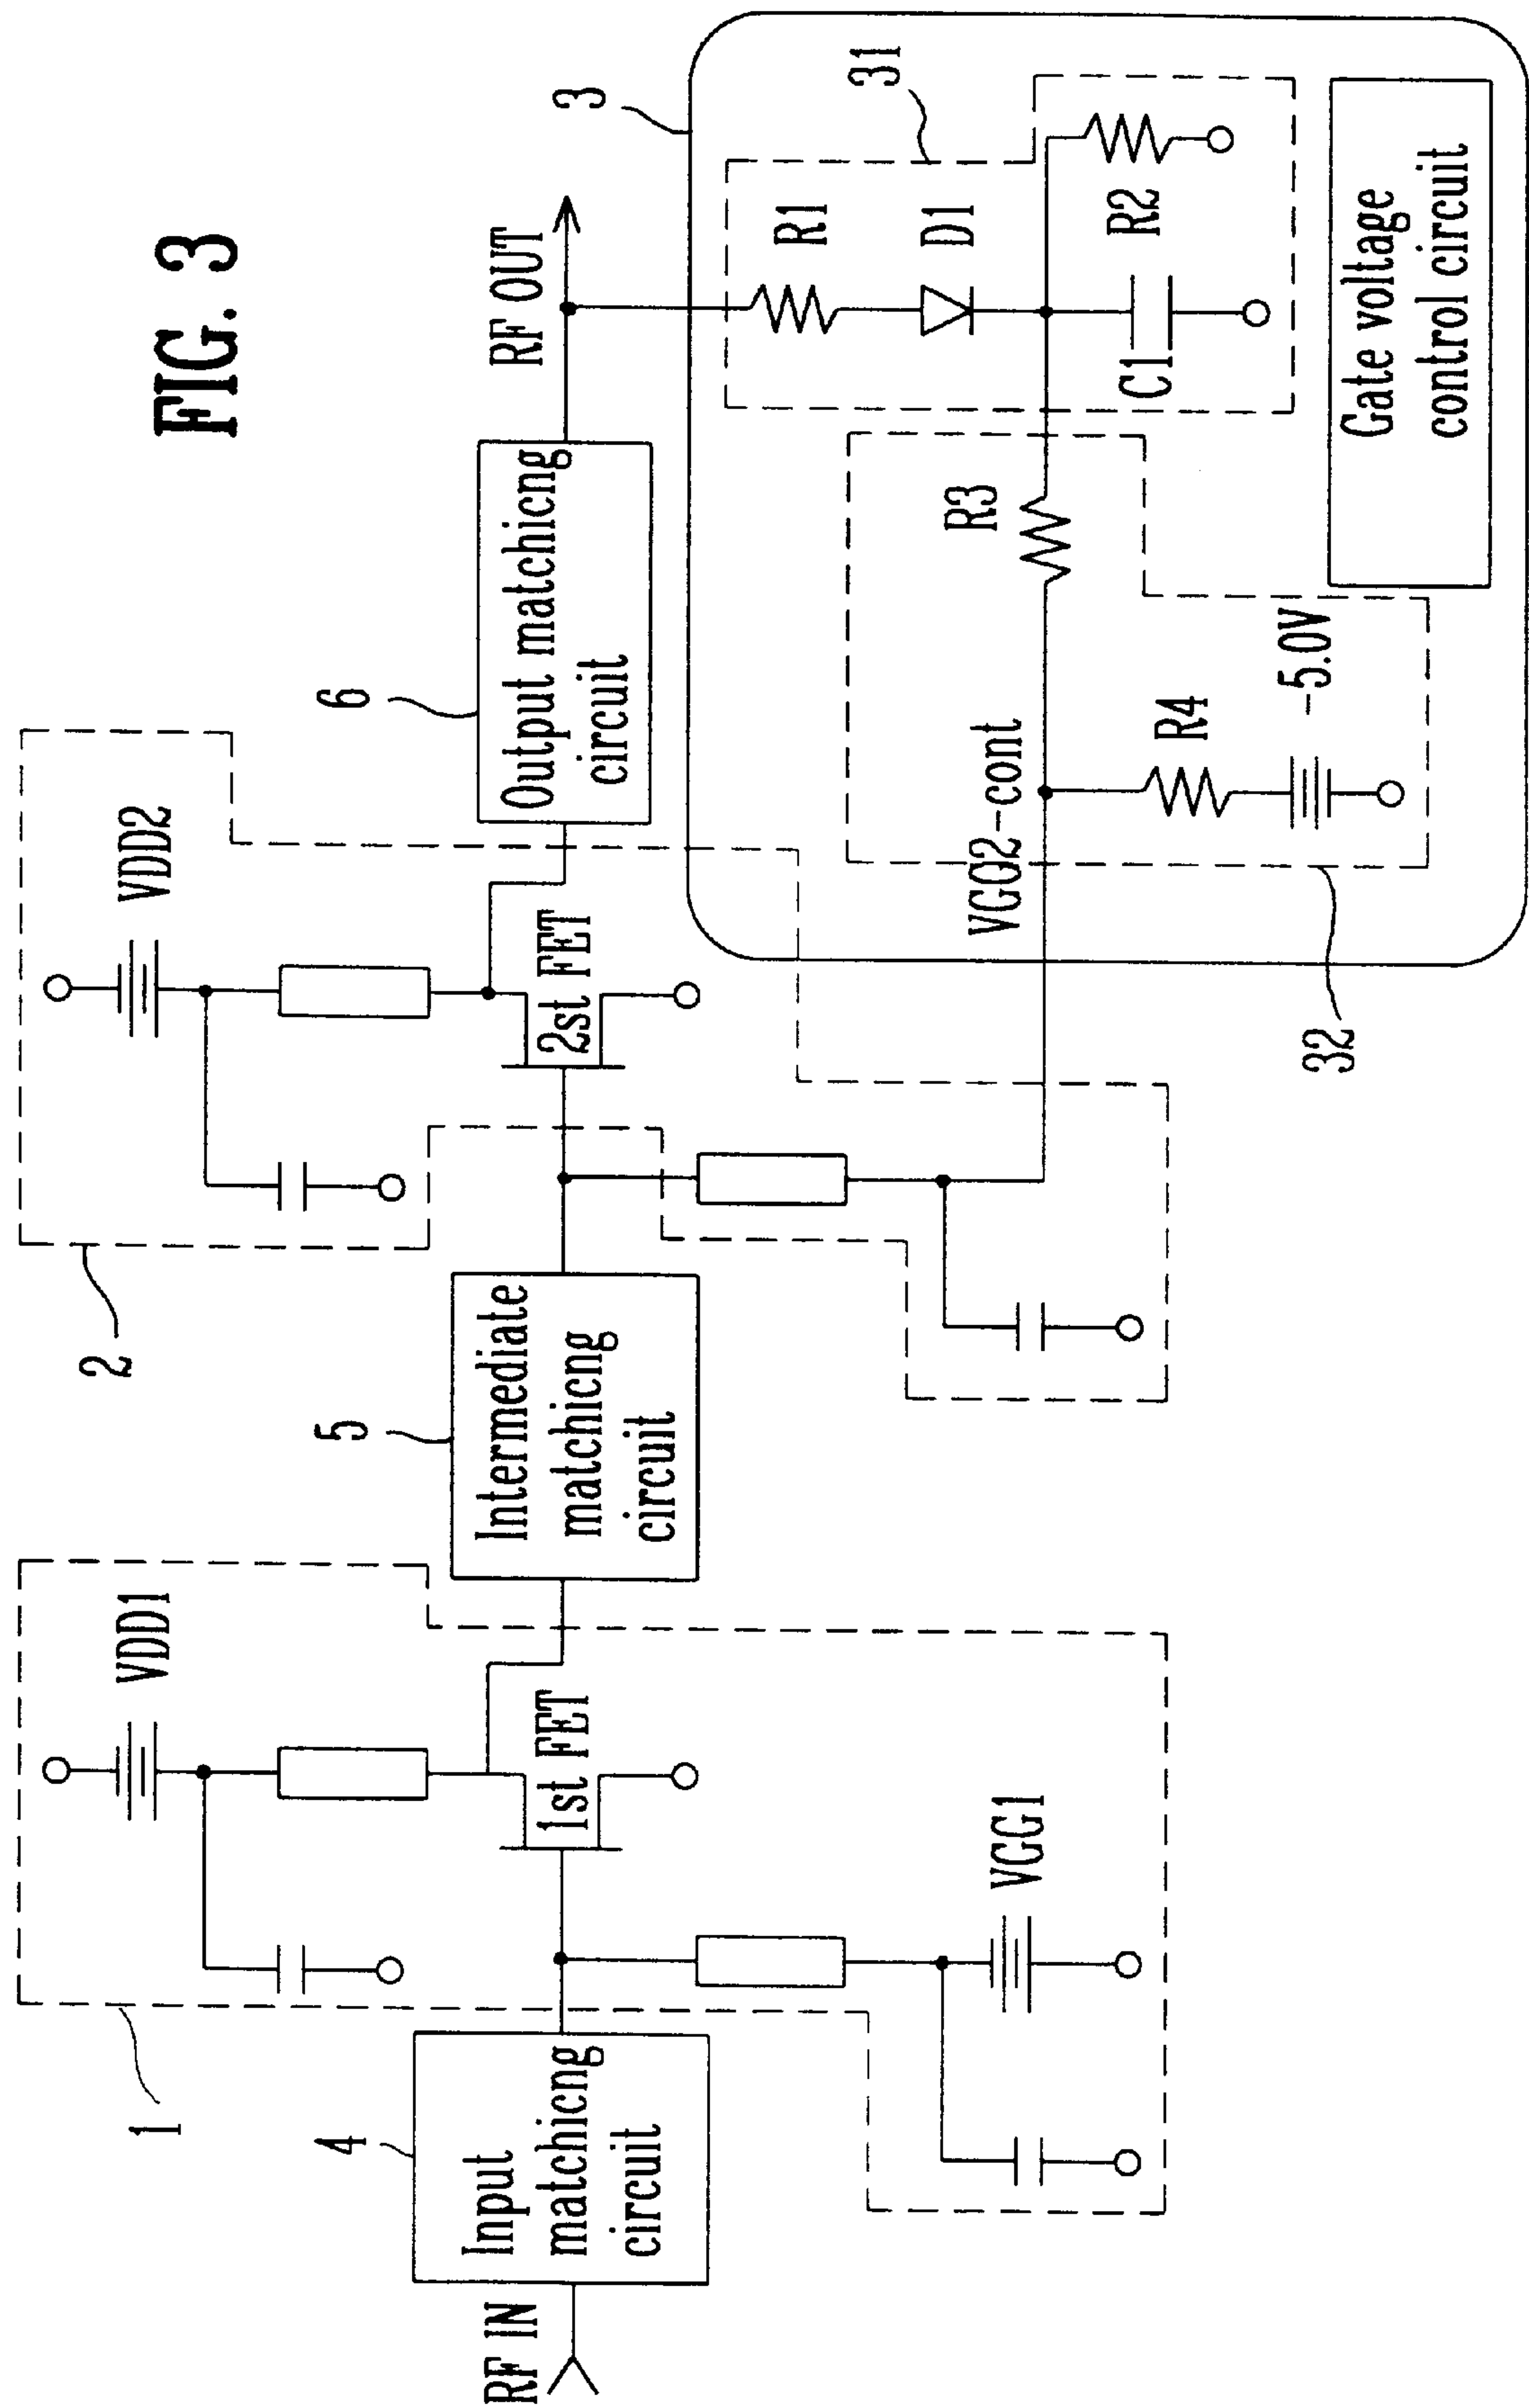 FIG. 3
RF IN
4
Input
matchicng
circuit
1
VDD1
1st FET
VGG1
5
Intermediate
matchicng
circuit
2
VDD2
2st FET
6
Output matchicng
circuit
RF OUT
3
31
R1
D1
C1
R2
R3
VGG2-cont
R4
-5.0V
32
Gate voltage
control circuit